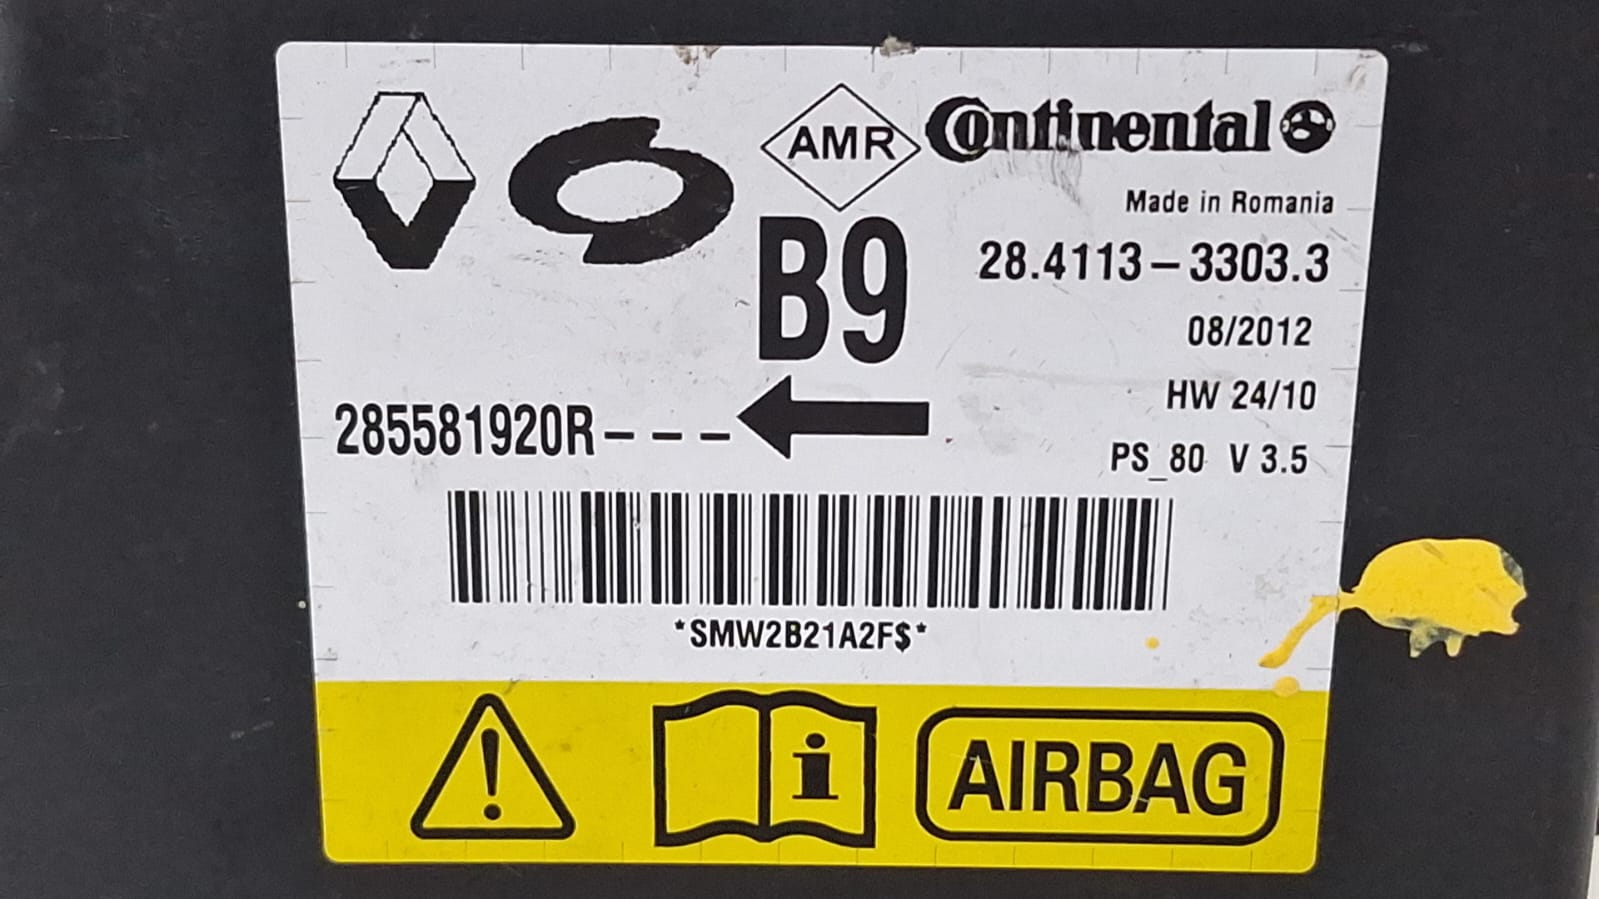 AMR
Continental
Made in Romania
B9
28.4113-3303.3
08/2012
HW 24/10
285581920R---
PS_80 V 3.5
*SMW2B21A2F$*
i
AIRBAG